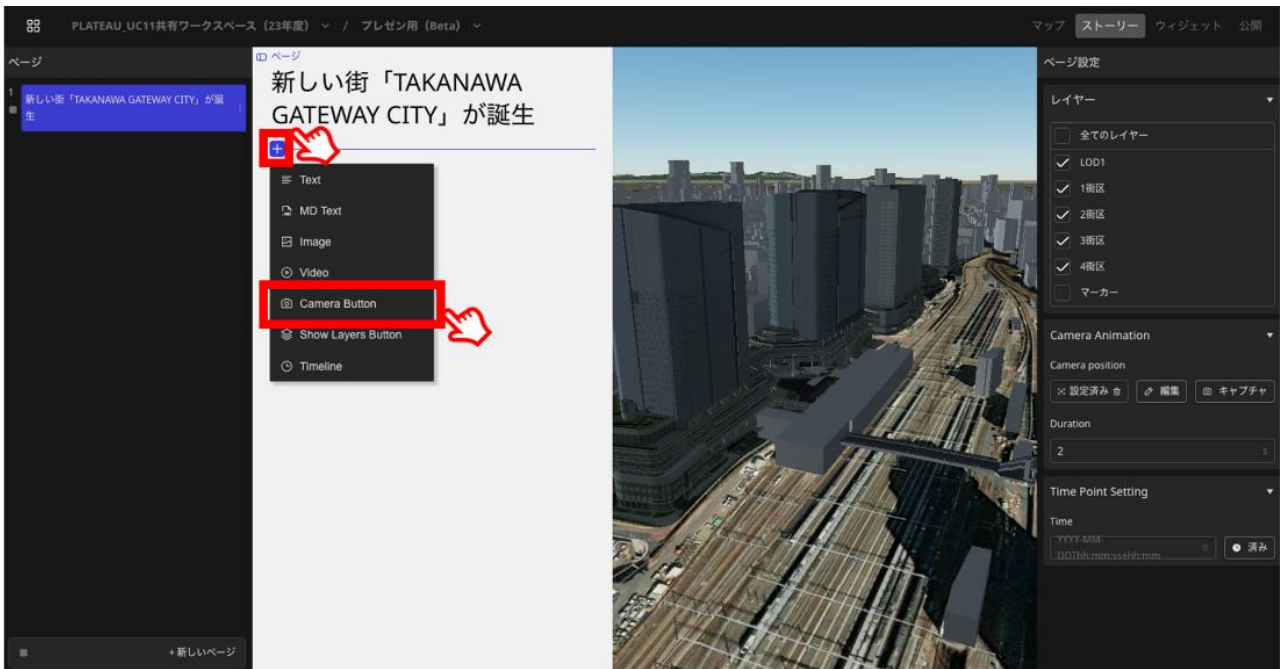 PLATEAU_UC11共有ワークスペース（23年度） / プレゼン用（Beta）
マップ ストーリー ウィジェット 公開
ページ
1
新しい街「TAKANAWA GATEWAY CITY」が誕
生
+ 新しいページ
ページ
新しい街「TAKANAWA
GATEWAY CITY」が誕生
Text
MD Text
Image
Video
Camera Button
Show Layers Button
Timeline
ページ設定
レイヤー
全てのレイヤー
LOD1
1街区
2街区
3街区
4街区
マーカー
Camera Animation
Camera position
設定済み 編集 キャプチャ
Duration
2 s
Time Point Setting
Time
YYYY-MM-
DDThh:mm:ss±hh:mm
済み